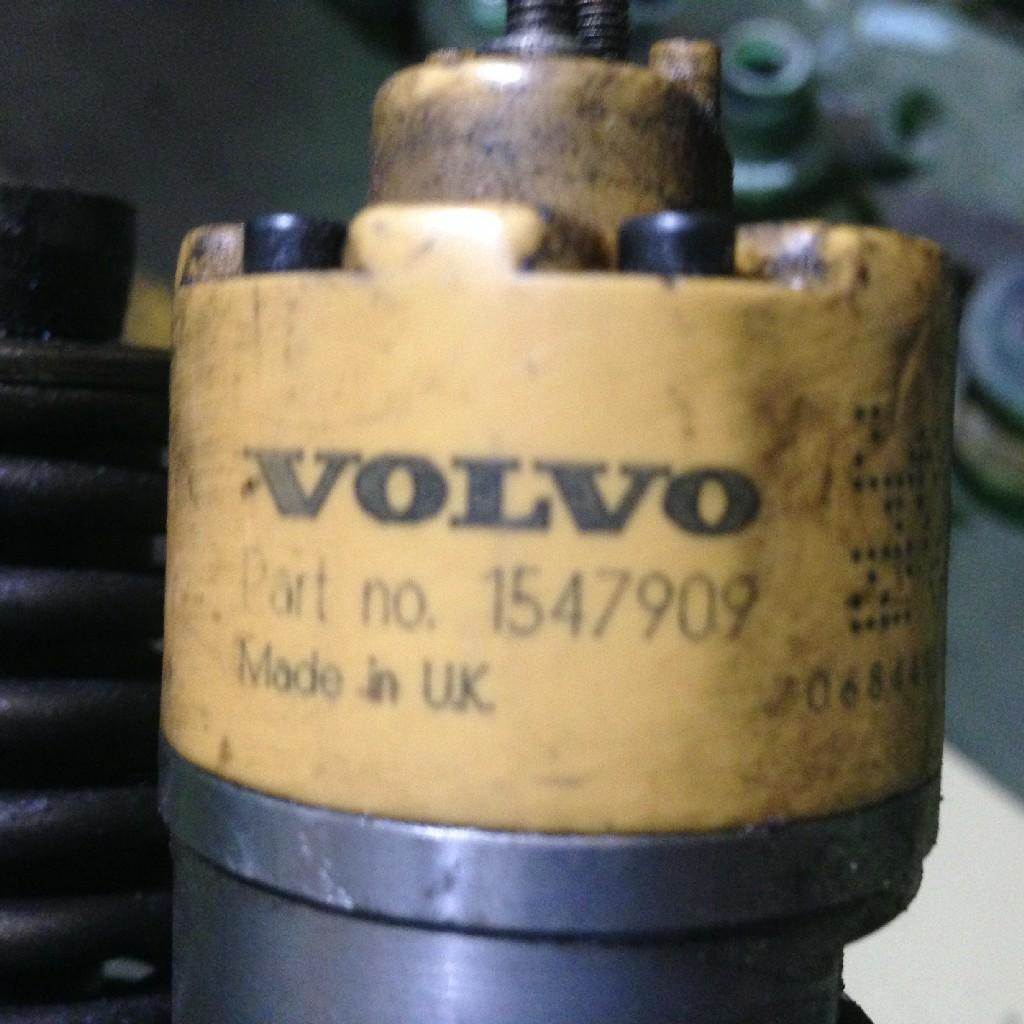 VOLVO
Part no. 1547909
Made in U.K.